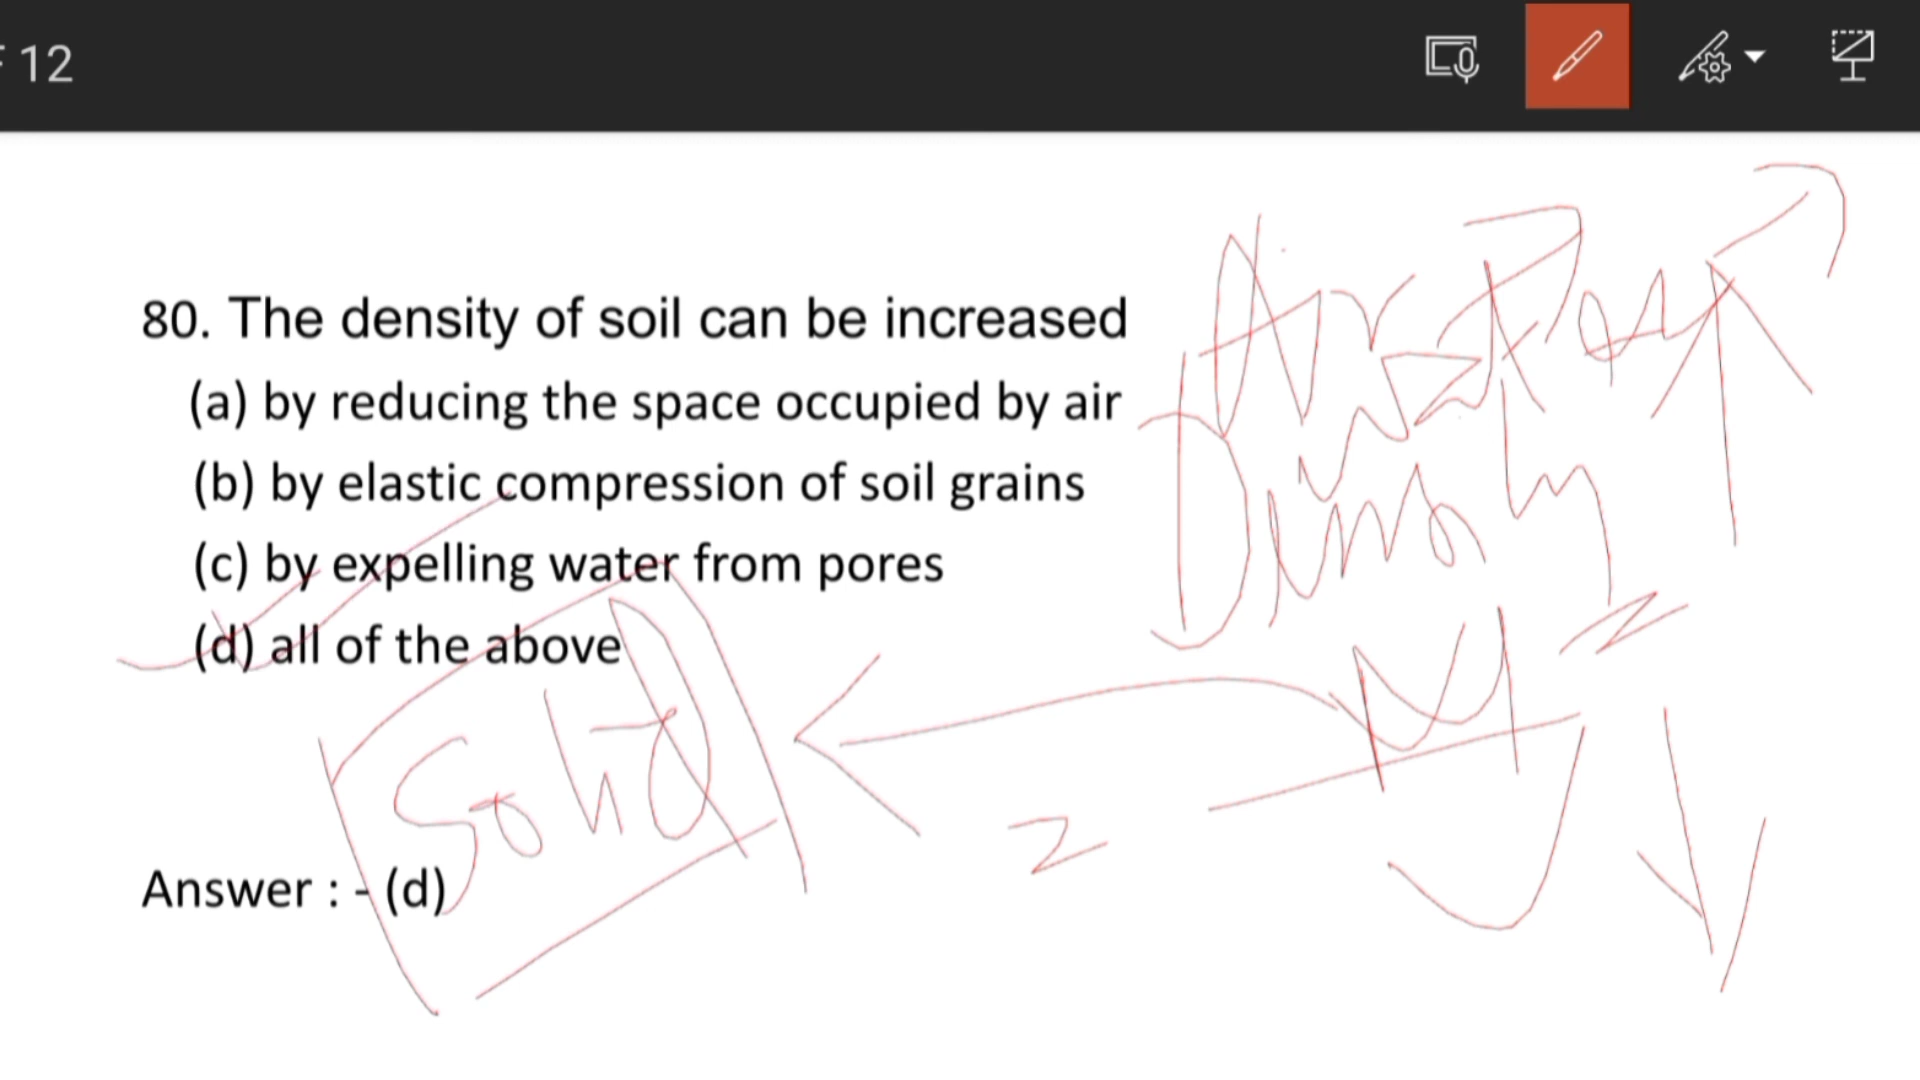 12
80. The density of soil can be increased
(a) by reducing the space occupied by air
(b) by elastic compression of soil grains
(c) by expelling water from pores
(d) all of the above
Solid
Answer : - (d)